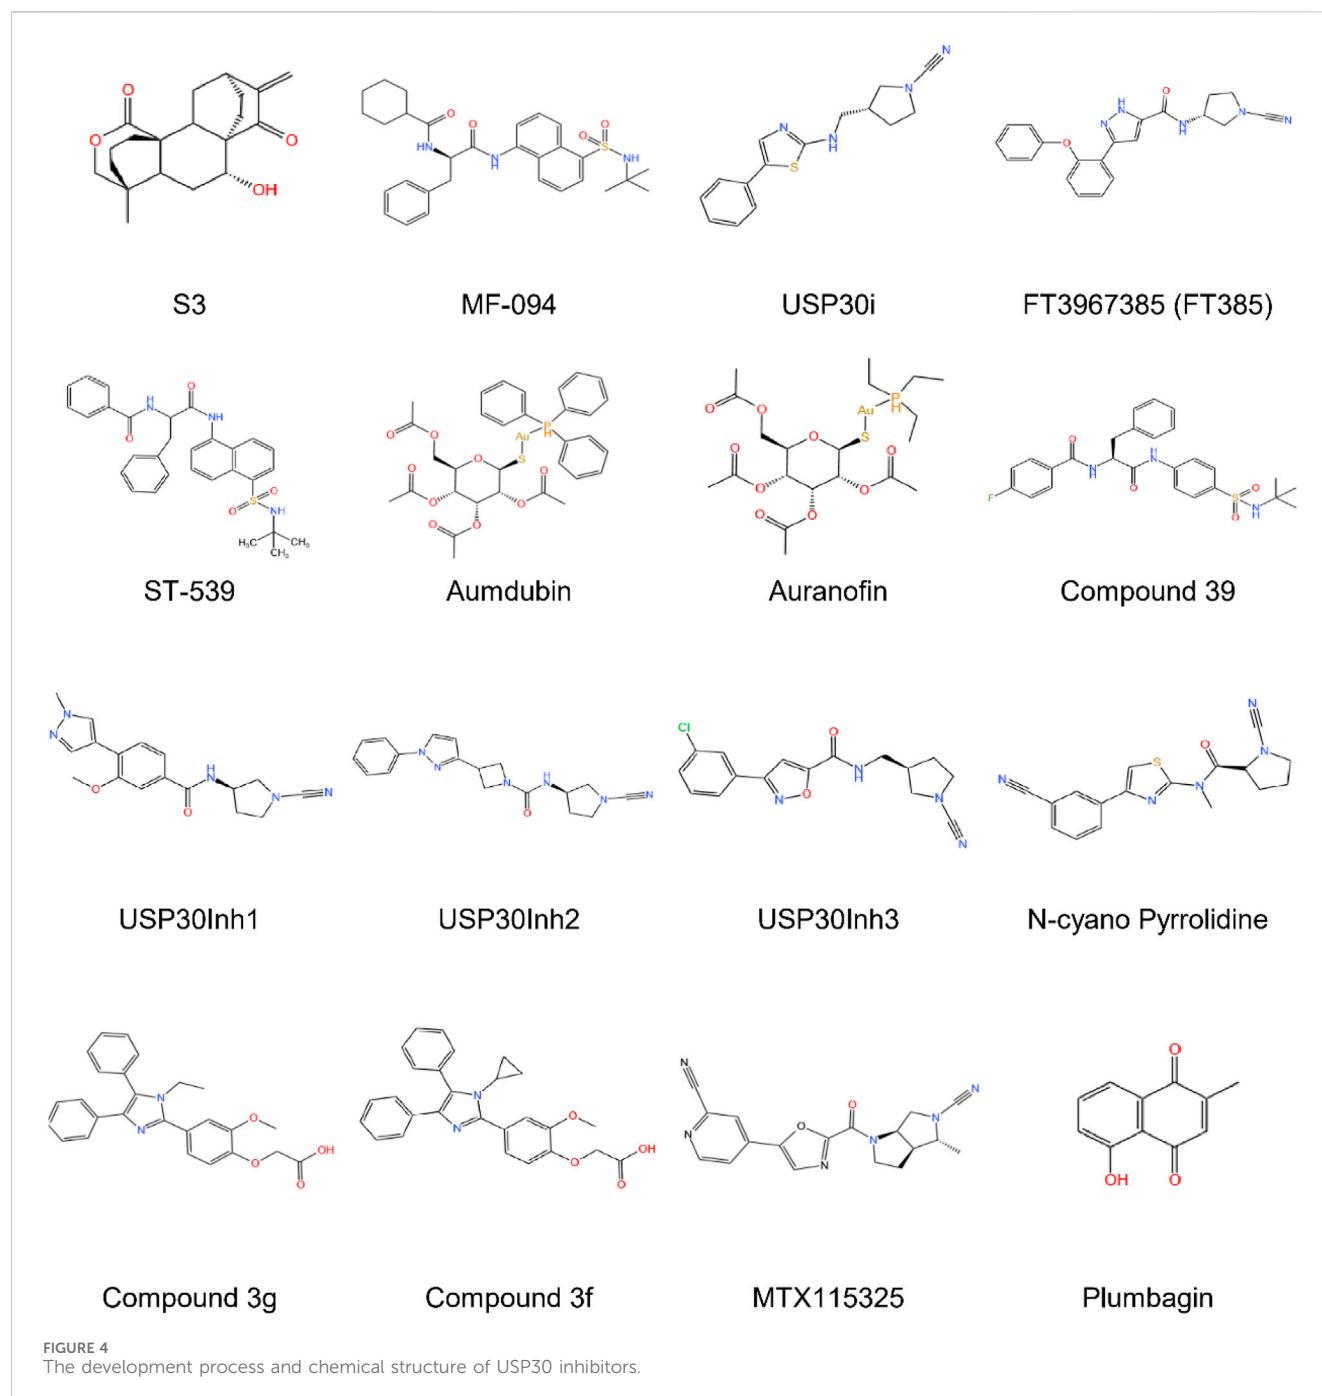 S3
MF-094
USP30i
FT3967385 (FT385)
ST-539
Aumdubin
Auranofin
Compound 39
USP30Inh1
USP30Inh2
USP30Inh3
N-cyano Pyrrolidine
Compound 3g
Compound 3f
MTX115325
Plumbagin
FIGURE 4
The development process and chemical structure of USP30 inhibitors.